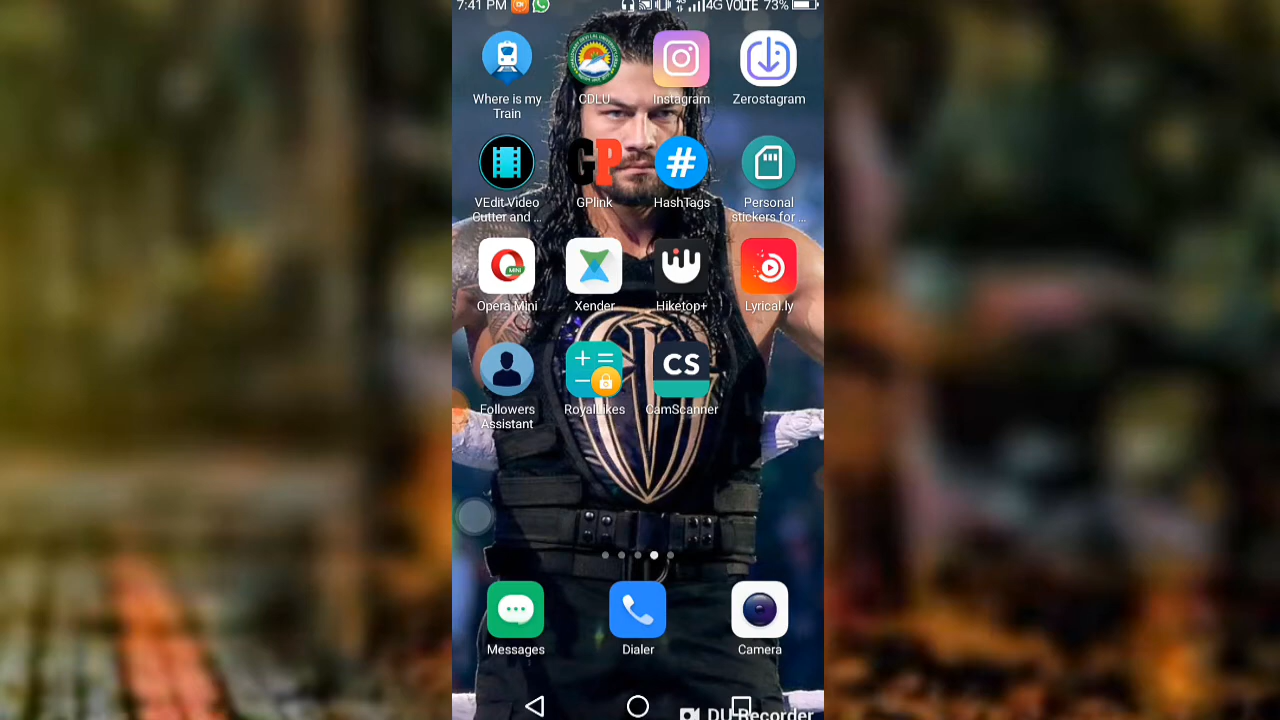 7:41 PM 4G VOLTE 73%
Where is my
Train
CDLU
Instagram
Zerostagram
VEdit Video
Cutter and ...
GP
GPlink
#
HashTags
Personal
stickers for ...
MINI
Opera Mini
Xender
Hiketop+
Lyrical.ly
Followers
Assistant
RoyalLikes
CS
CamScanner
Messages
Dialer
Camera
DU Recorder